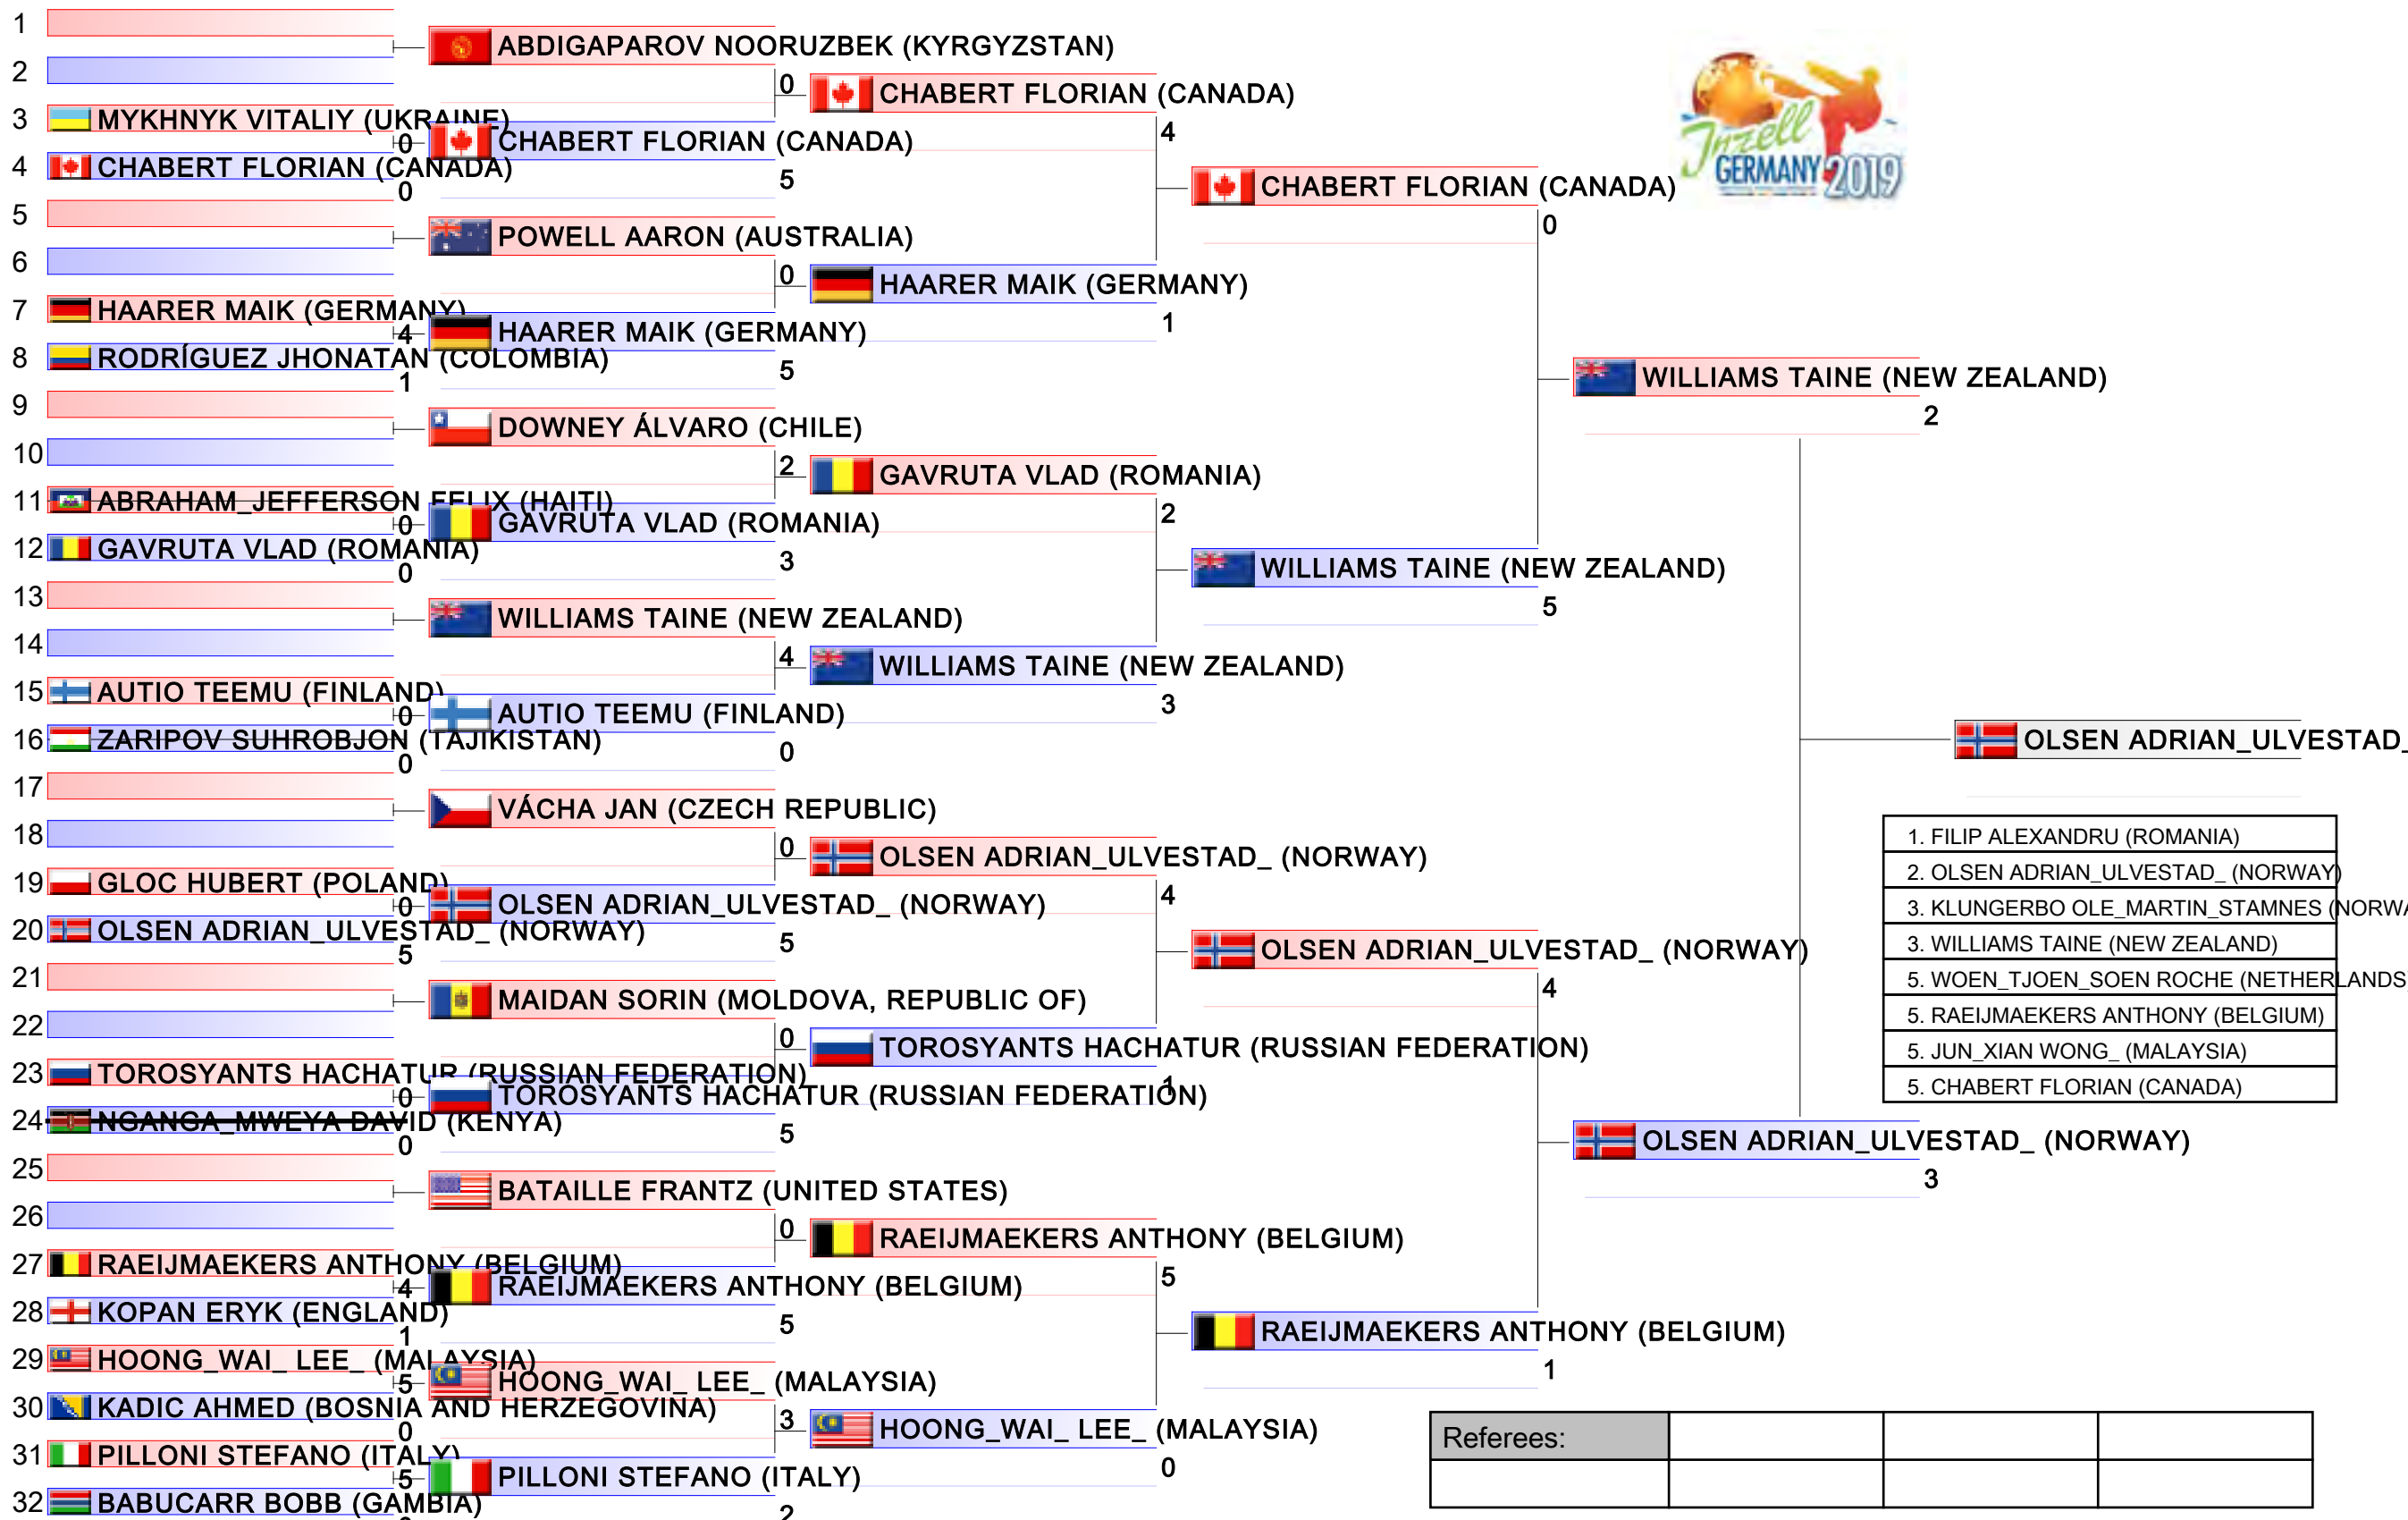 1
2
3 MYKHNYK VITALIY (UKRAINE)
0
4 CHABERT FLORIAN (CANADA)
0
5
6
7 HAARER MAIK (GERMANY)
4
8 RODRÍGUEZ JHONATAN (COLOMBIA)
1
9
10
11 ABRAHAM_JEFFERSON FELIX (HAITI)
0
12 GAVRUTA VLAD (ROMANIA)
0
13
14
15 AUTIO TEEMU (FINLAND)
0
16 ZARIPOV SUHROBJON (TAJIKISTAN)
0
17
18
19 GLOC HUBERT (POLAND)
0
20 OLSEN ADRIAN_ULVESTAD_ (NORWAY)
5
21
22
23 TOROSYANTS HACHATUR (RUSSIAN FEDERATION)
0
24 NGANGA_MWEYA DAVID (KENYA)
0
25
26
27 RAEIJMAEKERS ANTHONY (BELGIUM)
4
28 KOPAN ERYK (ENGLAND)
1
29 HOONG_WAI_ LEE_ (MALAYSIA)
5
30 KADIC AHMED (BOSNIA AND HERZEGOVINA)
0
31 PILLONI STEFANO (ITALY)
5
32 BABUCARR BOBB (GAMBIA)
ABDIGAPAROV NOORUZBEK (KYRGYZSTAN)
0
CHABERT FLORIAN (CANADA)
5
POWELL AARON (AUSTRALIA)
0
HAARER MAIK (GERMANY)
5
DOWNEY ÁLVARO (CHILE)
2
GAVRUTA VLAD (ROMANIA)
3
WILLIAMS TAINE (NEW ZEALAND)
4
AUTIO TEEMU (FINLAND)
0
VÁCHA JAN (CZECH REPUBLIC)
0
OLSEN ADRIAN_ULVESTAD_ (NORWAY)
5
MAIDAN SORIN (MOLDOVA, REPUBLIC OF)
0
TOROSYANTS HACHATUR (RUSSIAN FEDERATION)
5
BATAILLE FRANTZ (UNITED STATES)
0
RAEIJMAEKERS ANTHONY (BELGIUM)
5
HOONG_WAI_ LEE_ (MALAYSIA)
3
PILLONI STEFANO (ITALY)
2
CHABERT FLORIAN (CANADA)
4
HAARER MAIK (GERMANY)
1
GAVRUTA VLAD (ROMANIA)
2
WILLIAMS TAINE (NEW ZEALAND)
3
OLSEN ADRIAN_ULVESTAD_ (NORWAY)
4
TOROSYANTS HACHATUR (RUSSIAN FEDERATION)
1
RAEIJMAEKERS ANTHONY (BELGIUM)
5
HOONG_WAI_ LEE_ (MALAYSIA)
0
CHABERT FLORIAN (CANADA)
0
WILLIAMS TAINE (NEW ZEALAND)
5
OLSEN ADRIAN_ULVESTAD_ (NORWAY)
4
RAEIJMAEKERS ANTHONY (BELGIUM)
1
WILLIAMS TAINE (NEW ZEALAND)
2
OLSEN ADRIAN_ULVESTAD_ (NORWAY)
3
Inzell
GERMANY 2019
OLSEN ADRIAN_ULVESTAD_
1. FILIP ALEXANDRU (ROMANIA)
2. OLSEN ADRIAN_ULVESTAD_ (NORWAY)
3. KLUNGERBO OLE_MARTIN_STAMNES (NORWA
3. WILLIAMS TAINE (NEW ZEALAND)
5. WOEN_TJOEN_SOEN ROCHE (NETHERLANDS
5. RAEIJMAEKERS ANTHONY (BELGIUM)
5. JUN_XIAN WONG_ (MALAYSIA)
5. CHABERT FLORIAN (CANADA)
Referees: